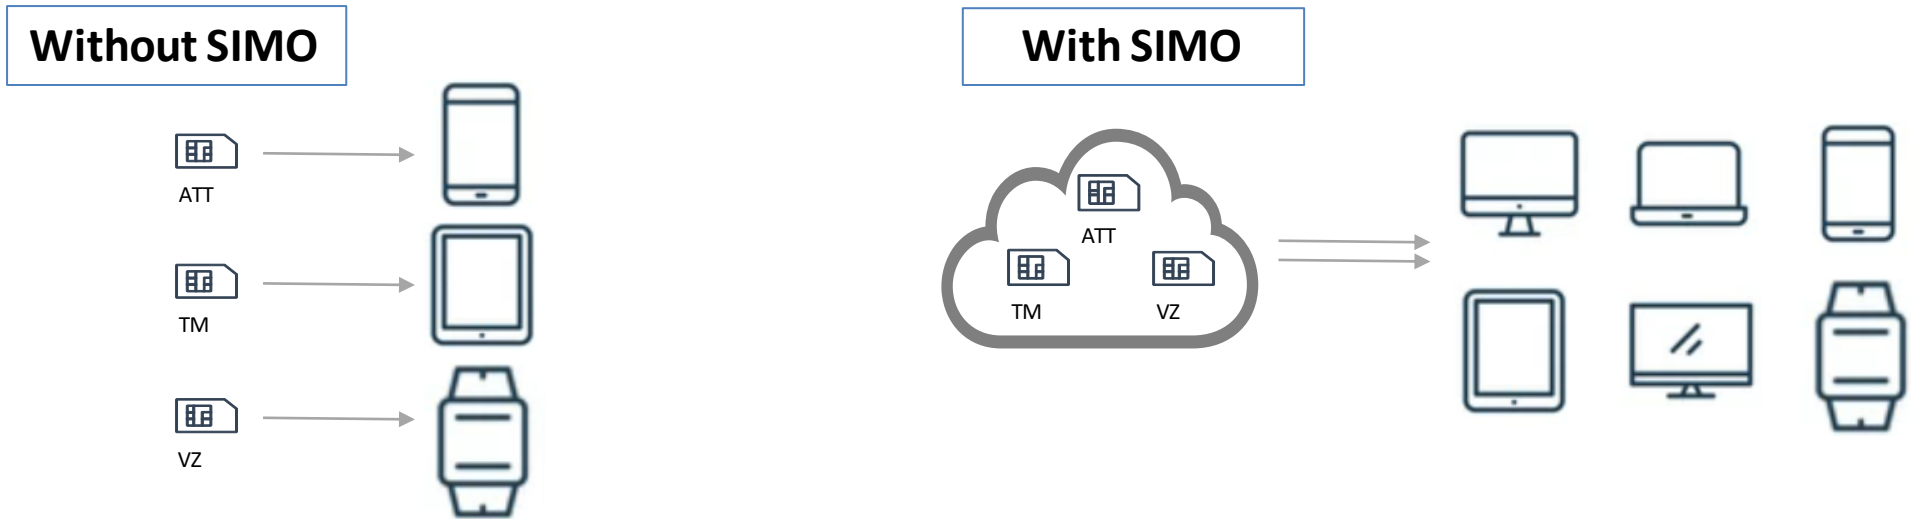 Without SIMO
ATT
TM
VZ
With SIMO
ATT
TM
VZ